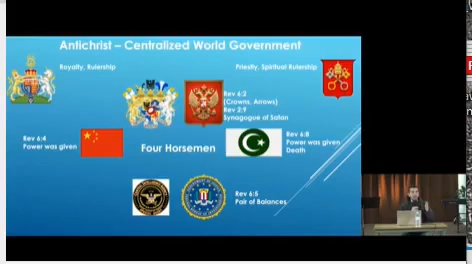 Antichrist – Centralized World Government
Royalty, Rulership
Priestly, Spiritual Rulership
Rev 6:2
(Crowns, Arrows)
Rev 2:9
Synagogue of Satan
Rev 6:4
Power was given
Four Horsemen
Rev 6:8
Power was given
Death
Rev 6:5
Pair of Balances